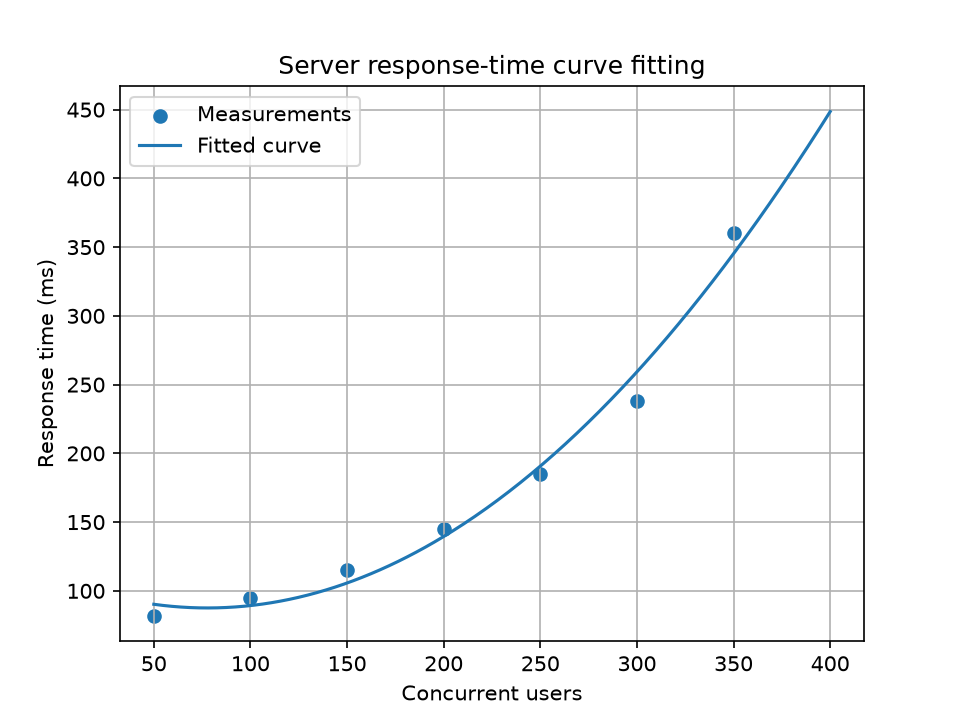 Server response-time curve fitting
Measurements
Fitted curve
450
400
350
300
250
200
150
100
Response time (ms)
50 100 150 200 250 300 350 400
Concurrent users